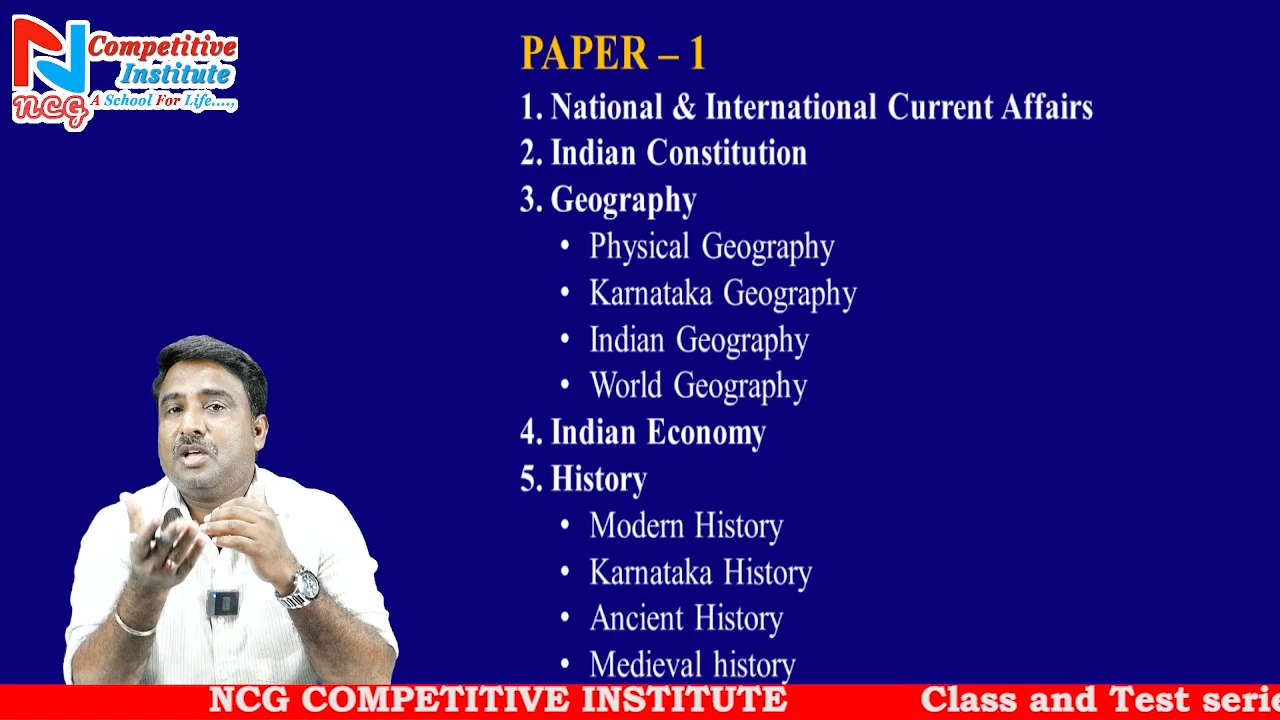 Competitive
Institute
NCG A School For Life....,
PAPER – 1
1. National & International Current Affairs
2. Indian Constitution
3. Geography
• Physical Geography
• Karnataka Geography
• Indian Geography
• World Geography
4. Indian Economy
5. History
• Modern History
• Karnataka History
• Ancient History
• Medieval history
NCG COMPETITIVE INSTITUTE Class and Test serie